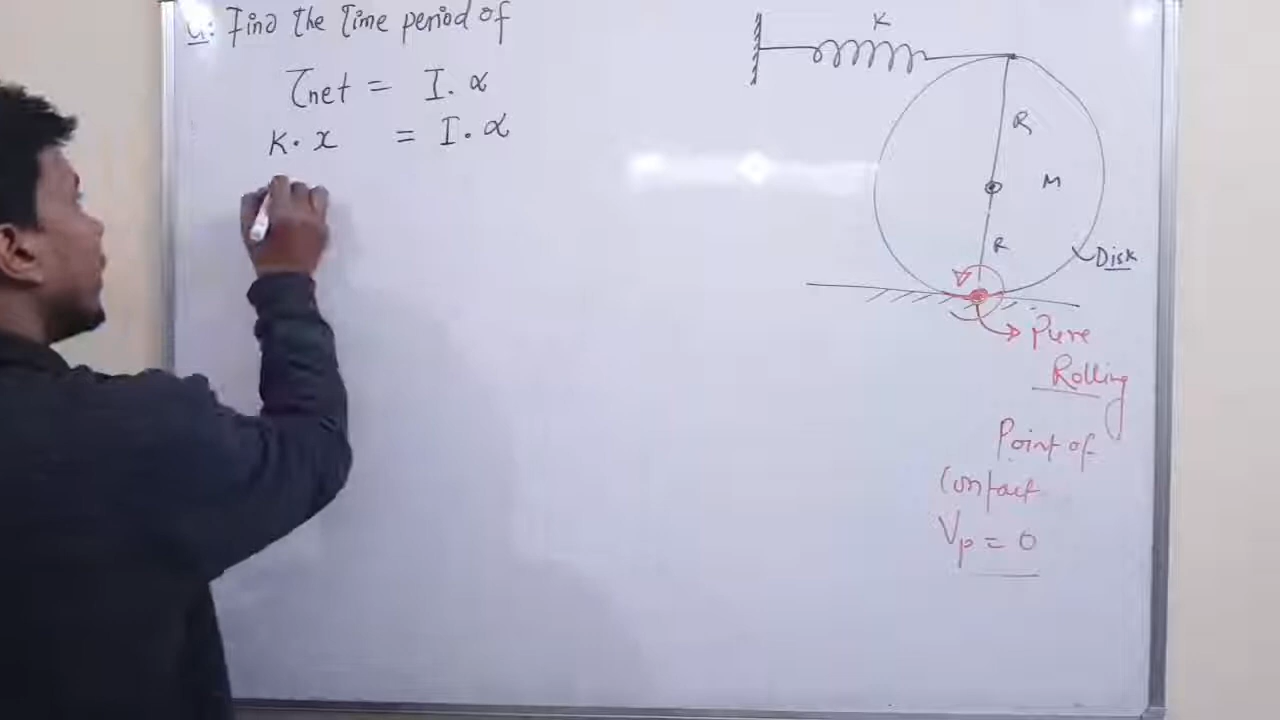 Q: Find the Time period of
τnet = I. α
K. x = I. α
K
R
M
R
Disk
Pure
Rolling
Point of
Contact
Vp = 0